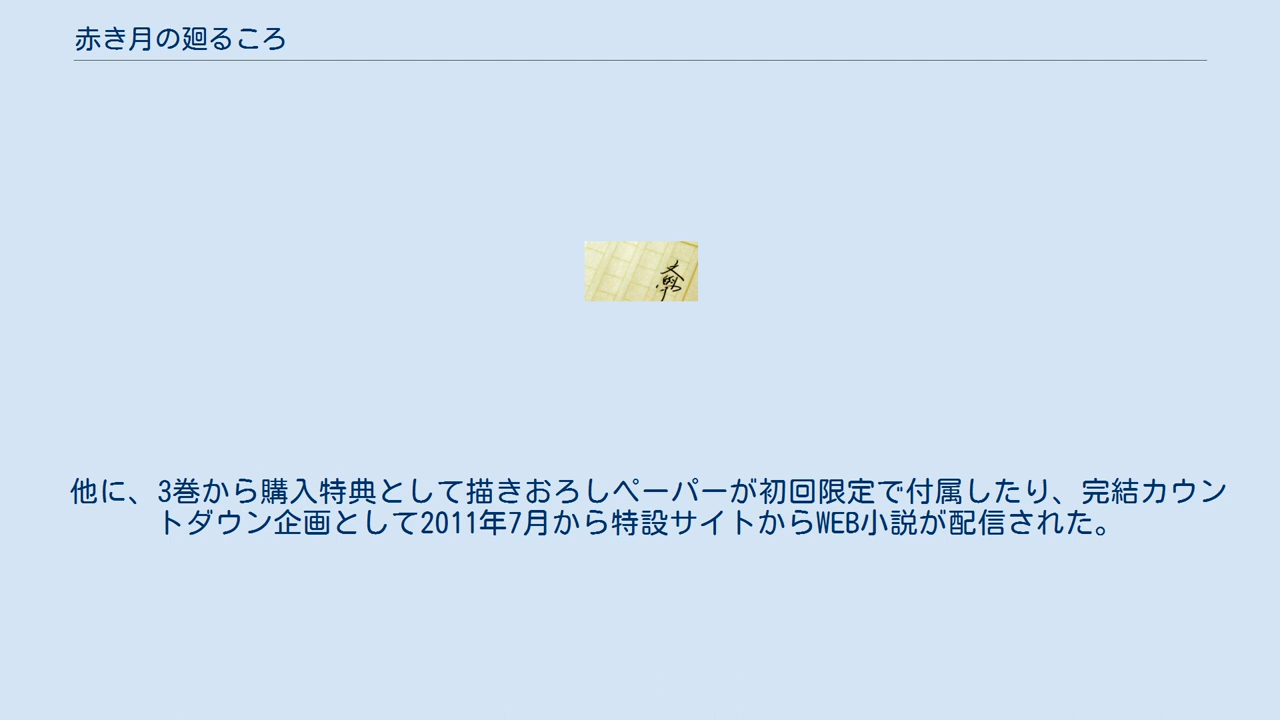 赤き月の廻るころ
他に、3巻から購入特典として描きおろしペーパーが初回限定で付属したり、完結カウン
トダウン企画として2011年7月から特設サイトからWEB小説が配信された。